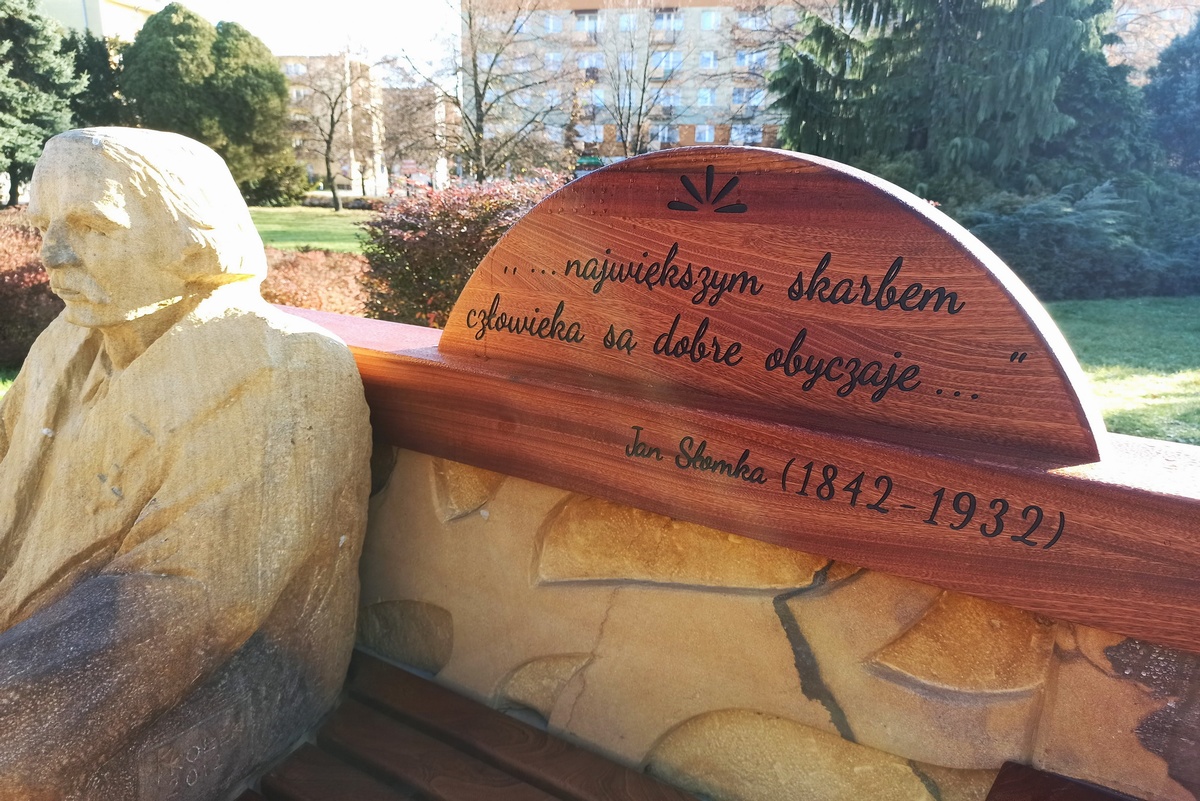 „ ... największym skarbem
człowieka są dobre obyczaje ... "
Jan Słomka (1842-1932)